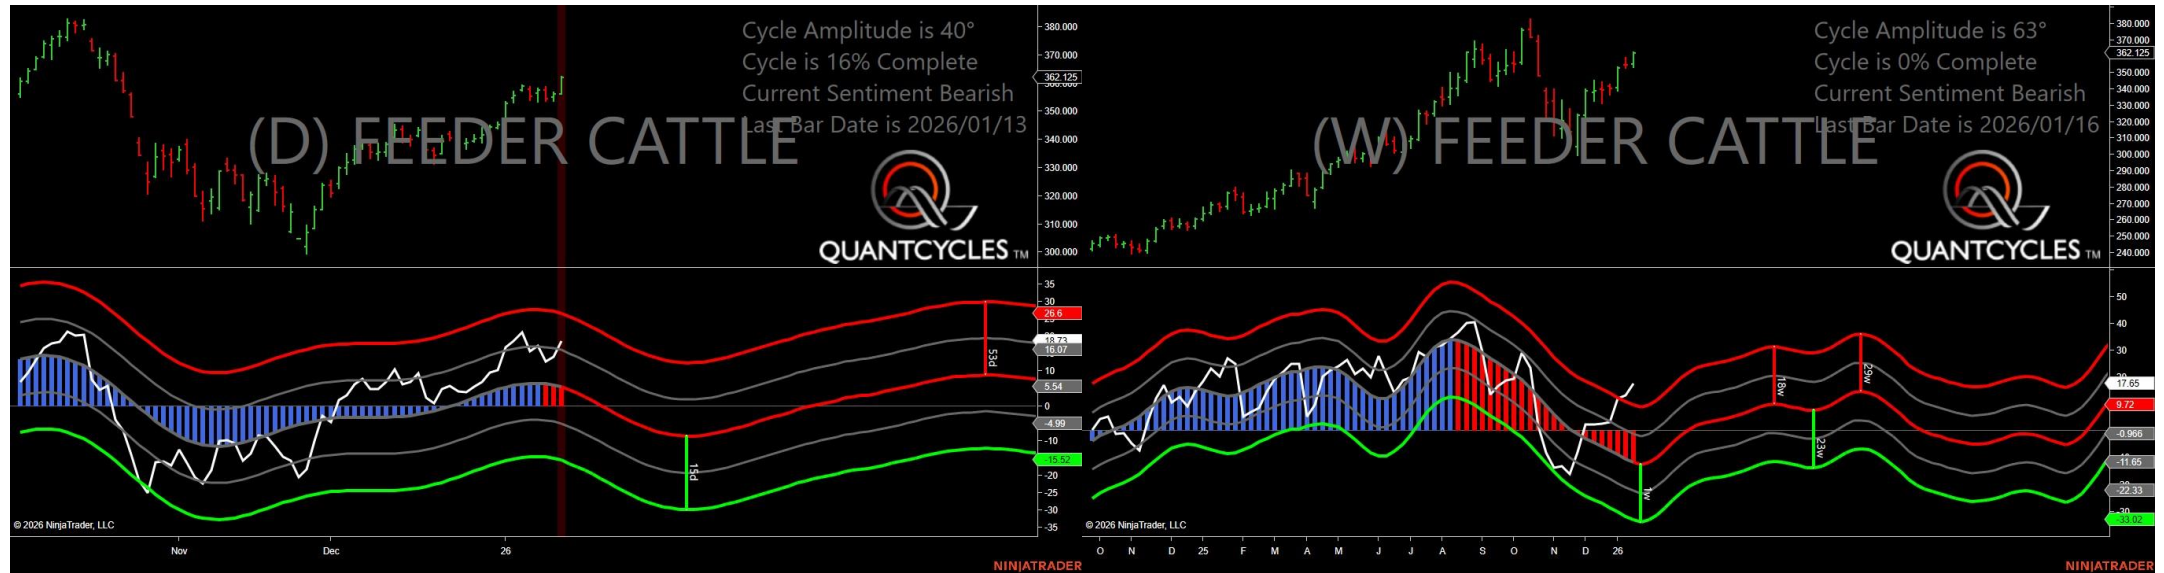 Cycle Amplitude is 40°
Cycle is 16% Complete
Current Sentiment Bearish
Last Bar Date is 2026/01/13
(D) FEEDER CATTLE
QUANTCYCLES TM
380.000
370.000
362.125
350.000
340.000
330.000
320.000
310.000
300.000
35
30
26.6
18.73
16.07
10
5.54
0
-4.99
-10
-15.52
-20
-25
-30
-35
53d
15d
© 2026 NinjaTrader, LLC
Nov
Dec
26
NINJATRADER
Cycle Amplitude is 63°
Cycle is 0% Complete
Current Sentiment Bearish
Last Bar Date is 2026/01/16
(W) FEEDER CATTLE
QUANTCYCLES TM
380.000
370.000
362.125
350.000
340.000
330.000
320.000
310.000
300.000
290.000
280.000
270.000
260.000
250.000
240.000
50
40
30
17.65
9.72
-0.966
-11.65
-22.33
-33.02
18w
29w
23w
1w
© 2026 NinjaTrader, LLC
O N D 25 F M A M J J A S O N D 26
NINJATRADER